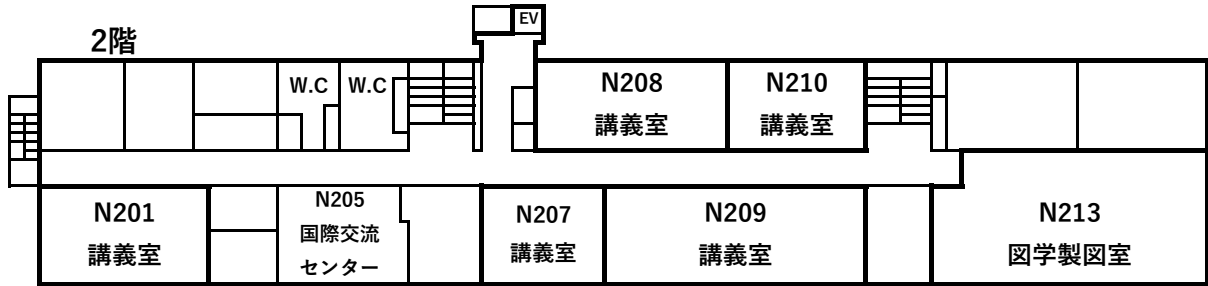 EV
2階
W.C
W.C
N208
講義室
N210
講義室
N201
講義室
N205
国際交流
センター
N207
講義室
N209
講義室
N213
図学製図室